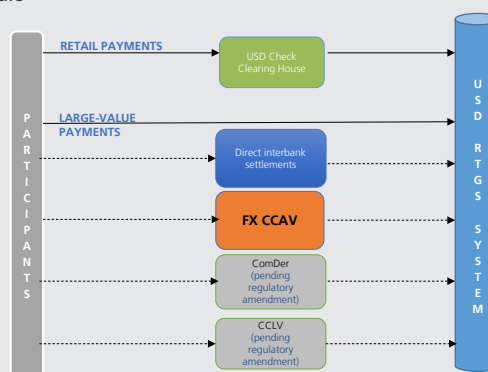 RETAIL PAYMENTS
USD Check
Clearing House
LARGE-VALUE
PAYMENTS
Direct interbank
settlements
FX CCAV
ComDer
(pending
regulatory
amendment)
CCLV
(pending
regulatory
amendment)
PARTICIPANTS
USD RTGS SYSTEM